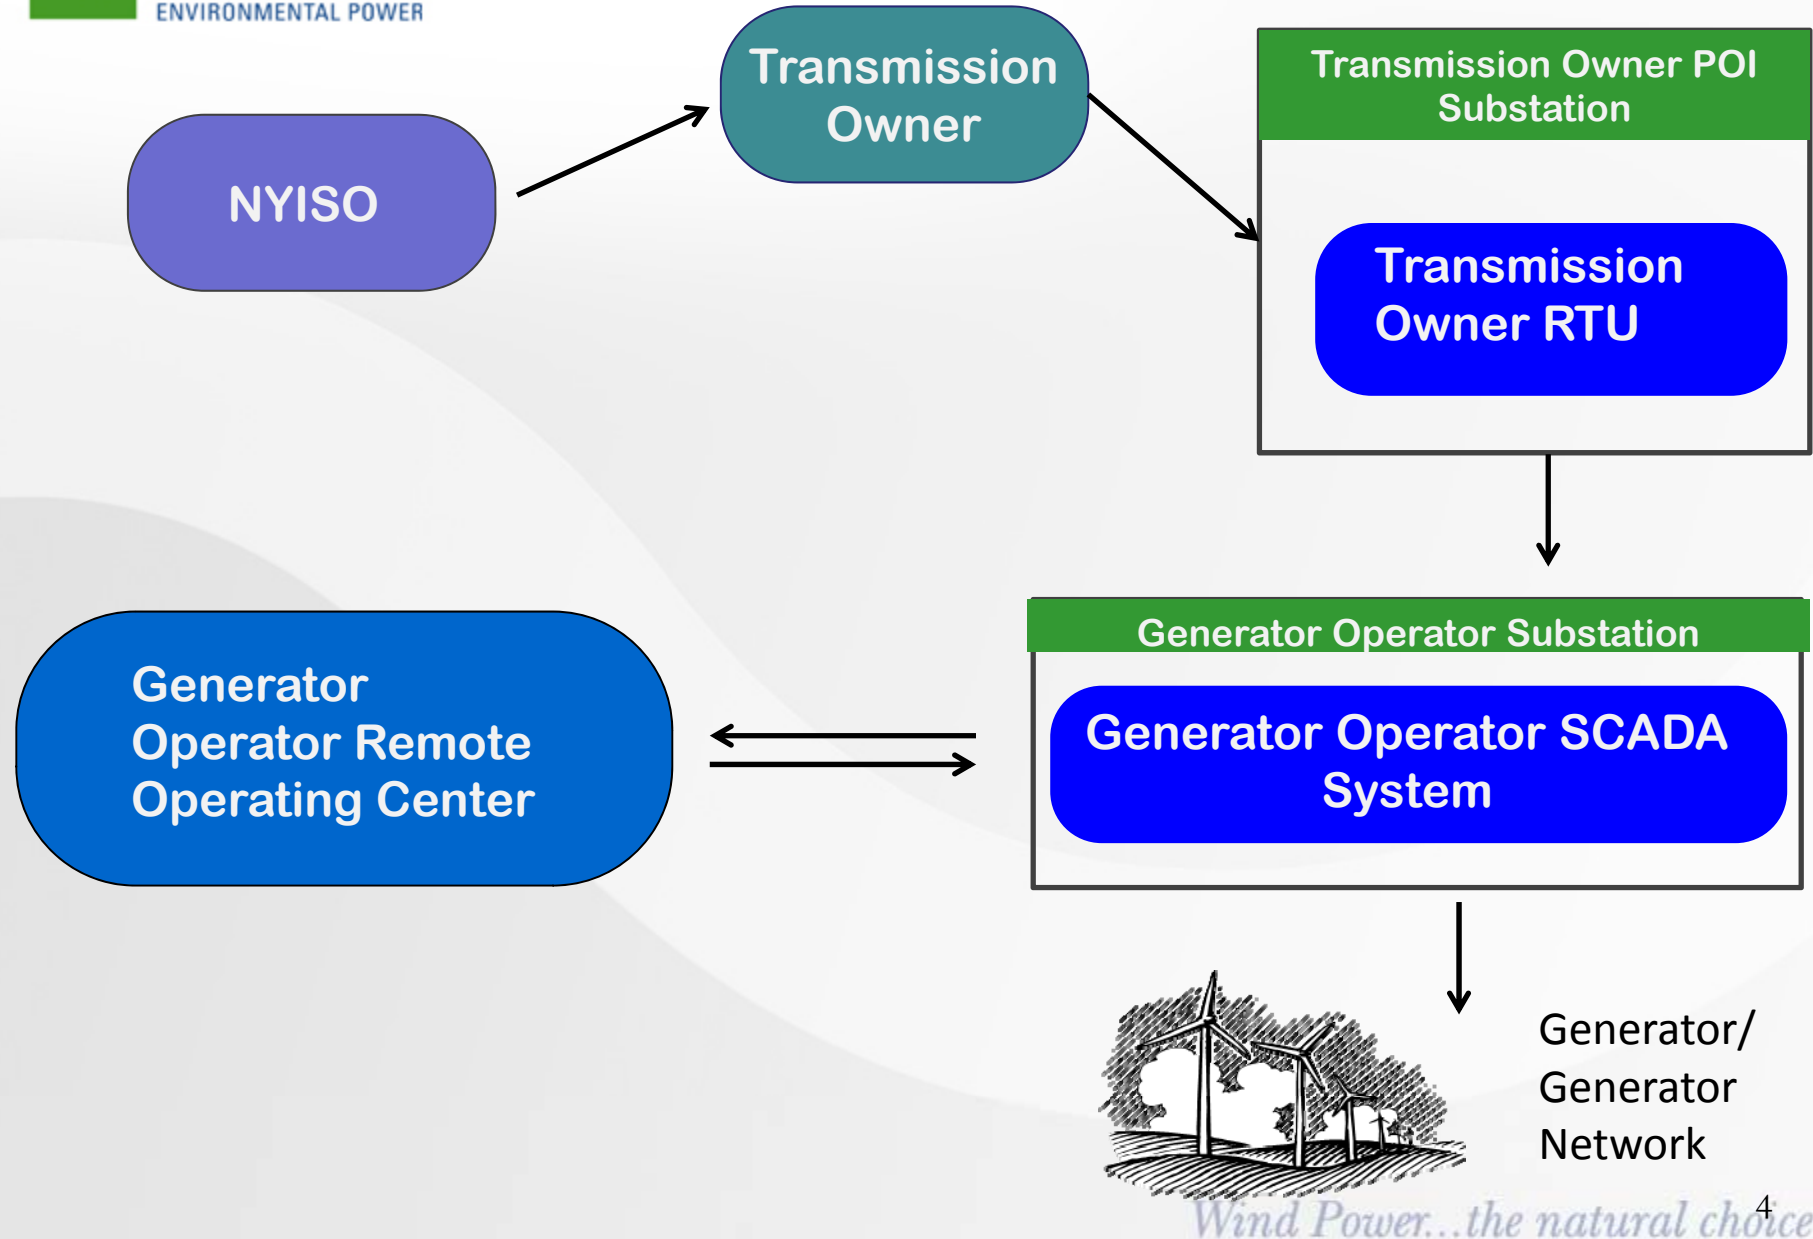 ENVIRONMENTAL POWER
Transmission
Owner
Transmission Owner POI
Substation
NYISO
Transmission
Owner RTU
Generator Operator Substation
Generator
Operator Remote
Operating Center
Generator Operator SCADA
System
Generator/
Generator
Network
Wind Power...the natural choice
4